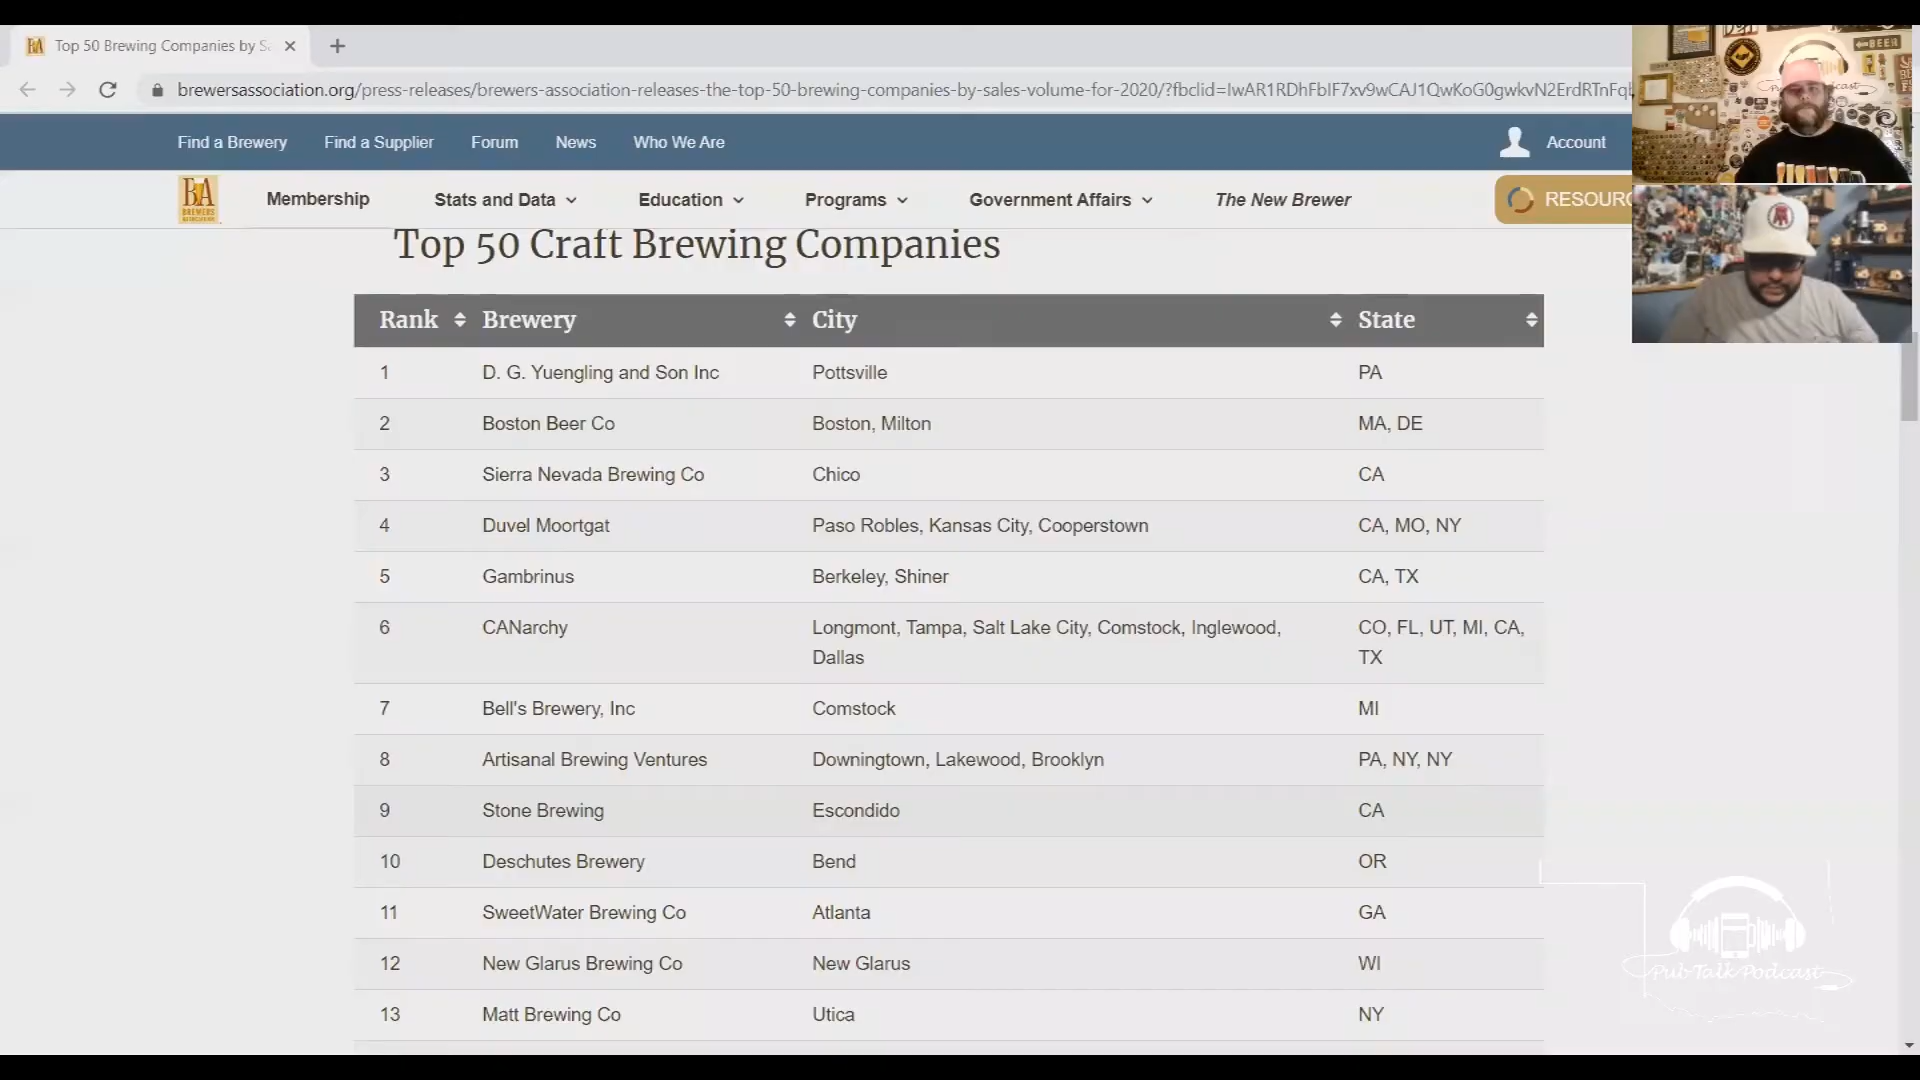 Top 50 Brewing Companies by Sa
brewersassociation.org/press-releases/brewers-association-releases-the-top-50-brewing-companies-by-sales-volume-for-2020/?fbclid=IwAR1RDhFbIF7xv9wCAJ1QwKoG0gwkvN2ErdRTnFqb
Find a Brewery Find a Supplier Forum News Who We Are Account
BA BREWERS ASSOCIATION Membership Stats and Data Education Programs Government Affairs The New Brewer RESOURC
Top 50 Craft Brewing Companies
Rank Brewery City State
1 D. G. Yuengling and Son Inc Pottsville PA
2 Boston Beer Co Boston, Milton MA, DE
3 Sierra Nevada Brewing Co Chico CA
4 Duvel Moortgat Paso Robles, Kansas City, Cooperstown CA, MO, NY
5 Gambrinus Berkeley, Shiner CA, TX
6 CANarchy Longmont, Tampa, Salt Lake City, Comstock, Inglewood, CO, FL, UT, MI, CA,
Dallas TX
7 Bell's Brewery, Inc Comstock MI
8 Artisanal Brewing Ventures Downingtown, Lakewood, Brooklyn PA, NY, NY
9 Stone Brewing Escondido CA
10 Deschutes Brewery Bend OR
11 SweetWater Brewing Co Atlanta GA
12 New Glarus Brewing Co New Glarus WI
13 Matt Brewing Co Utica NY
BEER
Pub Talk Podcast